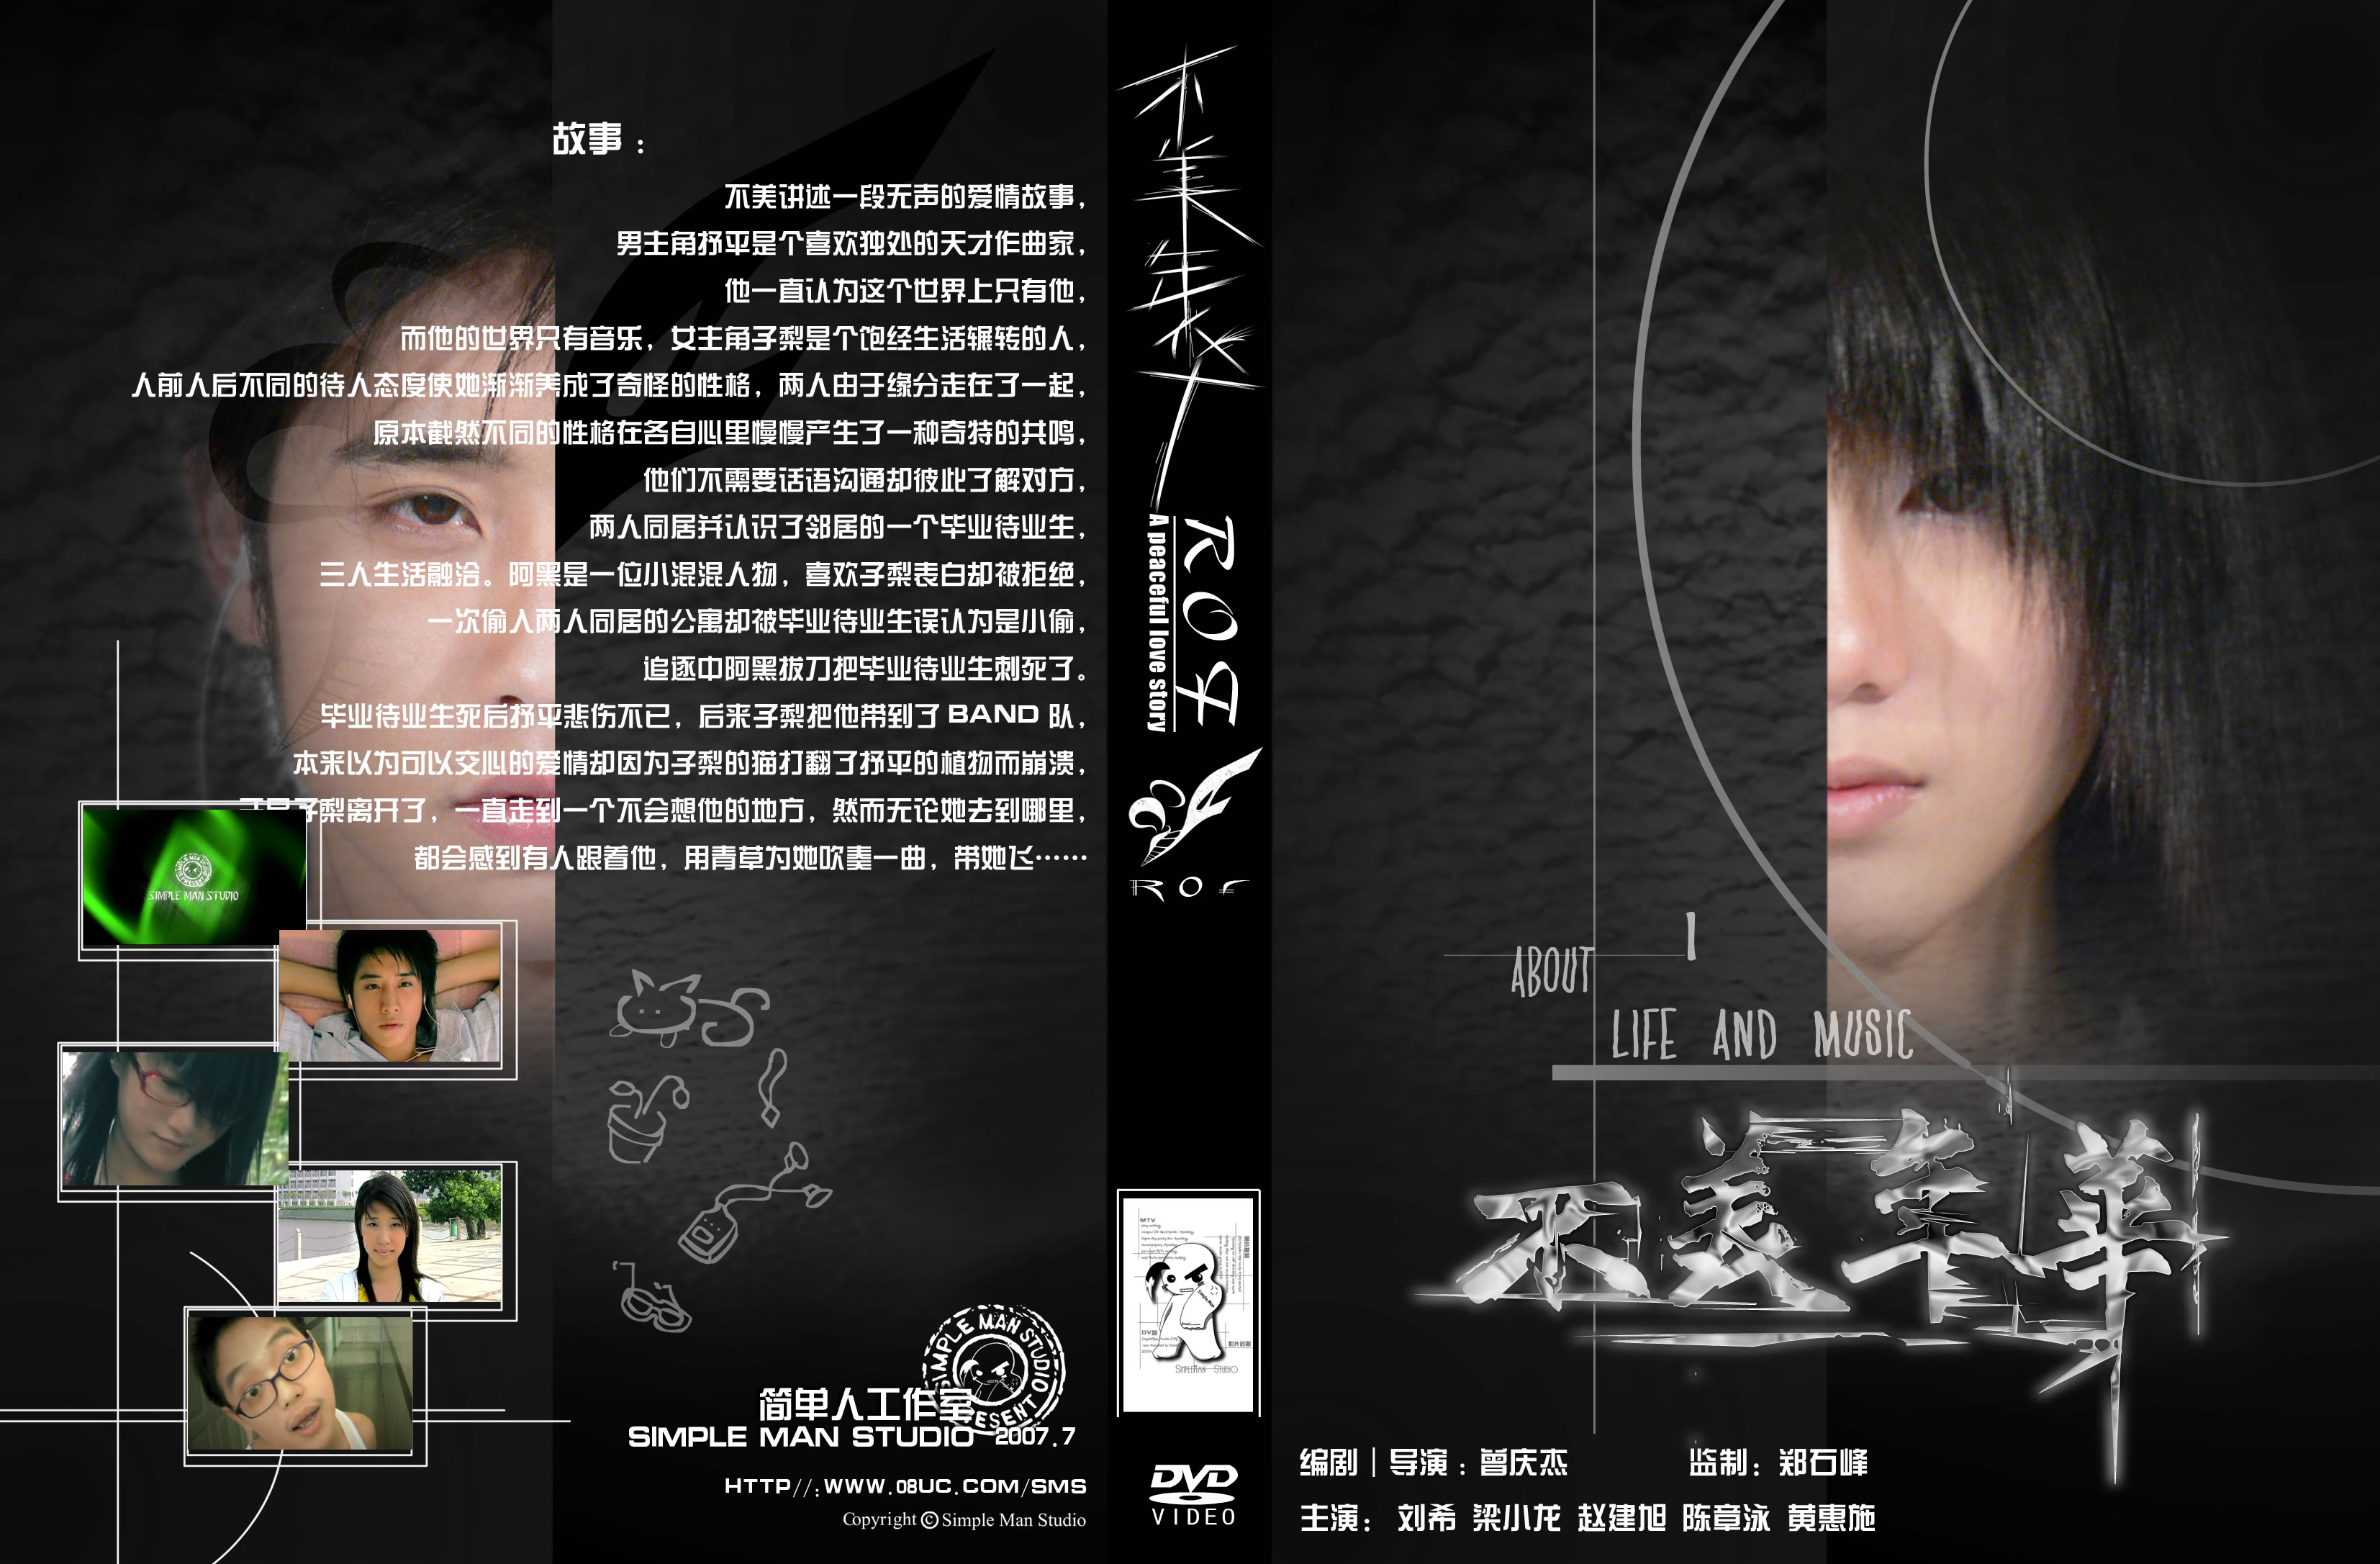 故事：
不美讲述一段无声的爱情故事，
男主角抒平是个喜欢独处的天才作曲家，
他一直认为这个世界上只有他，
而他的世界只有音乐，女主角子梨是个饱经生活辗转的人，
人前人后不同的待人态度使她渐渐养成了奇怪的性格，两人由于缘分走在了一起，
原本截然不同的性格在各自心里慢慢产生了一种奇特的共鸣，
他们不需要话语沟通却彼此了解对方，
两人同居并认识了邻居的一个毕业待业生，
三人生活融洽。阿黑是一位小混混人物，喜欢子梨表白却被拒绝，
一次偷入两人同居的公寓却被毕业待业生误认为是小偷，
追逐中阿黑拔刀把毕业待业生刺死了。
毕业待业生死后抒平悲伤不已，后来子梨把他带到了 BAND 队，
本来以为可以交心的爱情却因为子梨的猫打翻了抒平的植物而崩溃，
子梨离开了，一直走到一个不会想他的地方，然而无论她去到哪里，
都会感到有人跟着他，用青草为她吹奏一曲，带她飞……
SIMPLE MAN STUDIO
SIMPLE MAN STUDIO
PRESENT
简单人工作室
SIMPLE MAN STUDIO 2007.7
HTTP//:WWW.08UC.COM/SMS
Copyright © Simple Man Studio
A peaceful love story
Ror
MTV
DV
影片后期
SimpleMan Studio
DVD
VIDEO
ABOUT
LIFE AND MUSIC
不美
编剧｜导演：曾庆杰 监制：郑石峰
主演： 刘希 梁小龙 赵建旭 陈章泳 黄惠施